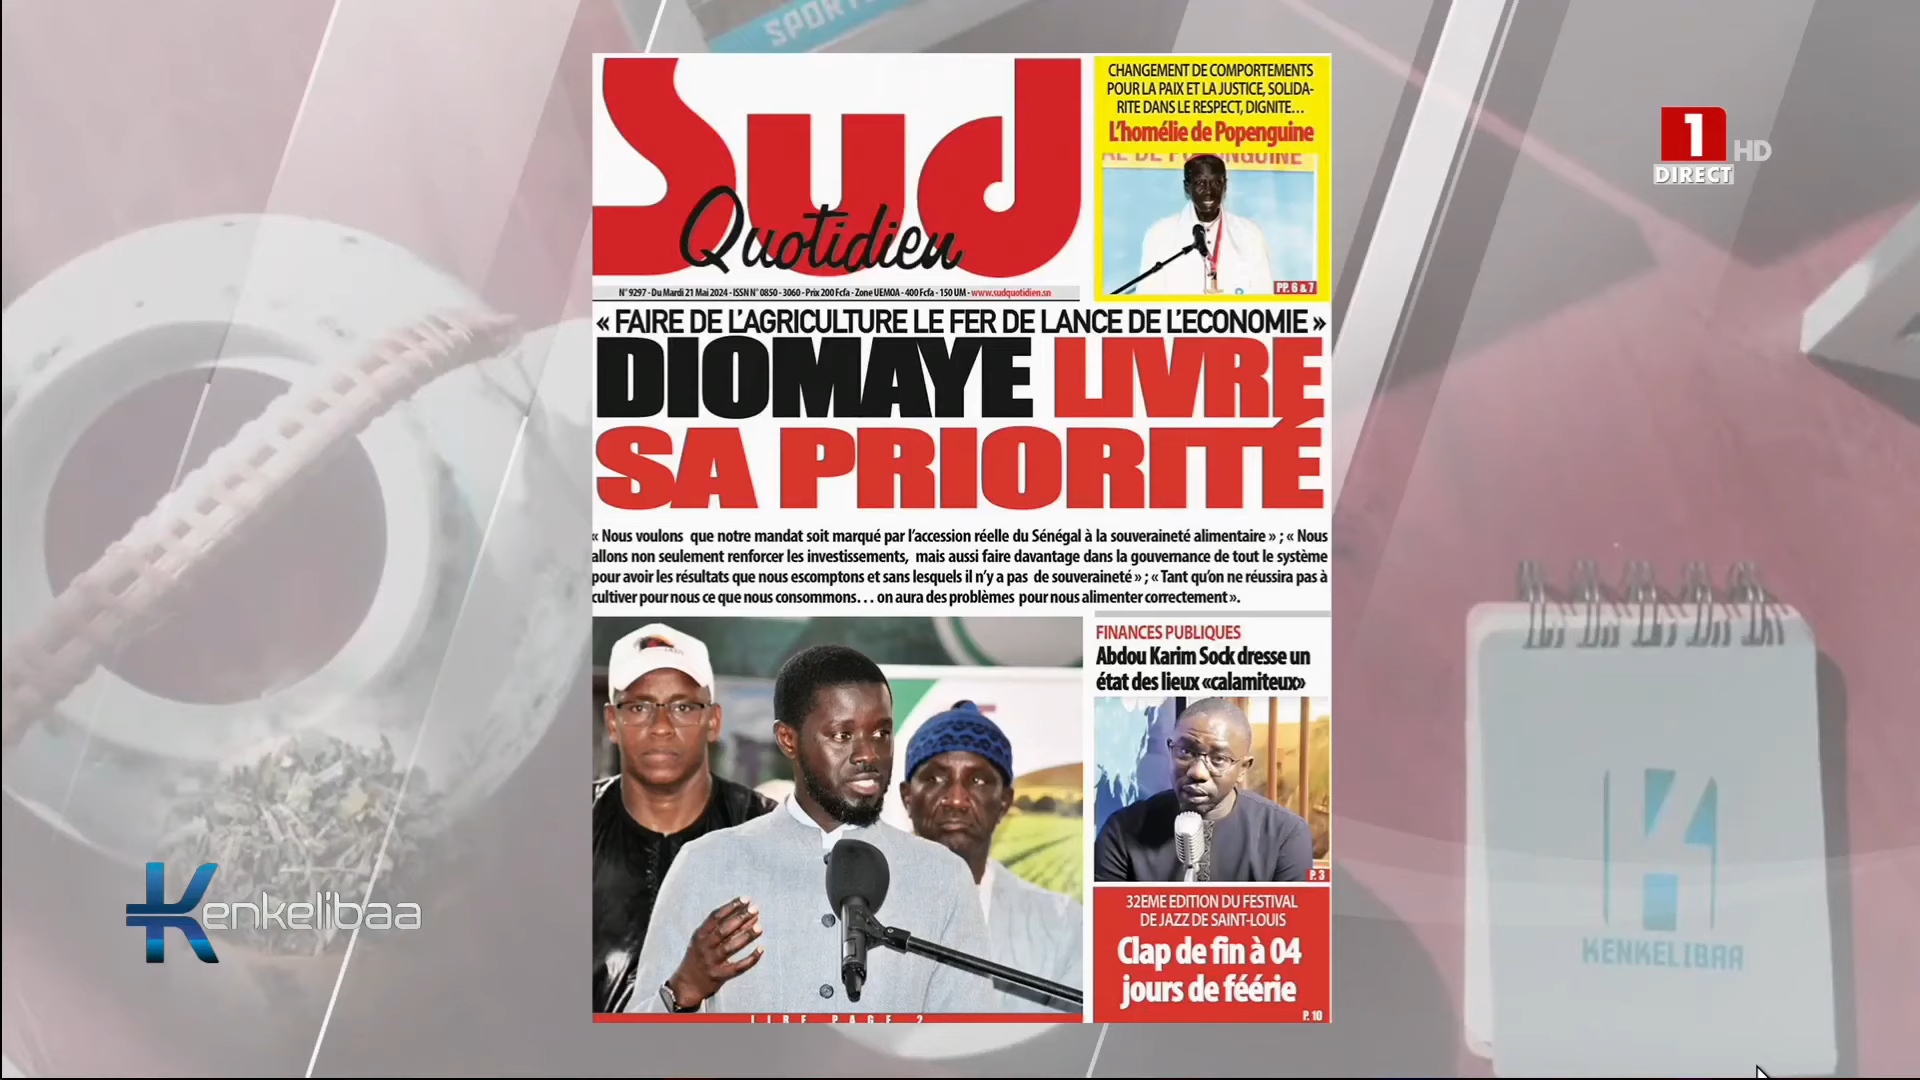 SPORT
Sud
Quotidien
N° 9297 - Du Mardi 21 Mai 2024 - ISSN N° 0850 - 3060 - Prix 200 Fcfa - Zone UEMOA - 400 Fcfa - 150 UM - www.sudquotidien.sn
CHANGEMENT DE COMPORTEMENTS
POUR LA PAIX ET LA JUSTICE, SOLIDA-
RITE DANS LE RESPECT, DIGNITE...
L'homélie de Popenguine
AL DE POPENGUINE
PP. 6 & 7
1
HD
DIRECT
« FAIRE DE L'AGRICULTURE LE FER DE LANCE DE L'ECONOMIE »
DIOMAYE LIVRE
SA PRIORITÉ
« Nous voulons que notre mandat soit marqué par l'accession réelle du Sénégal à la souveraineté alimentaire » ; « Nous
allons non seulement renforcer les investissements, mais aussi faire davantage dans la gouvernance de tout le système
pour avoir les résultats que nous escomptons et sans lesquels il n'y a pas de souveraineté » ; « Tant qu'on ne réussira pas à
cultiver pour nous ce que nous consommons... on aura des problèmes pour nous alimenter correctement ».
LIRE PAGE 2
FINANCES PUBLIQUES
Abdou Karim Sock dresse un
état des lieux «calamiteux»
P. 3
32EME EDITION DU FESTIVAL
DE JAZZ DE SAINT-LOUIS
Clap de fin à 04
jours de féérie
P. 10
Kenkelibaa
K
KENKELIBAA